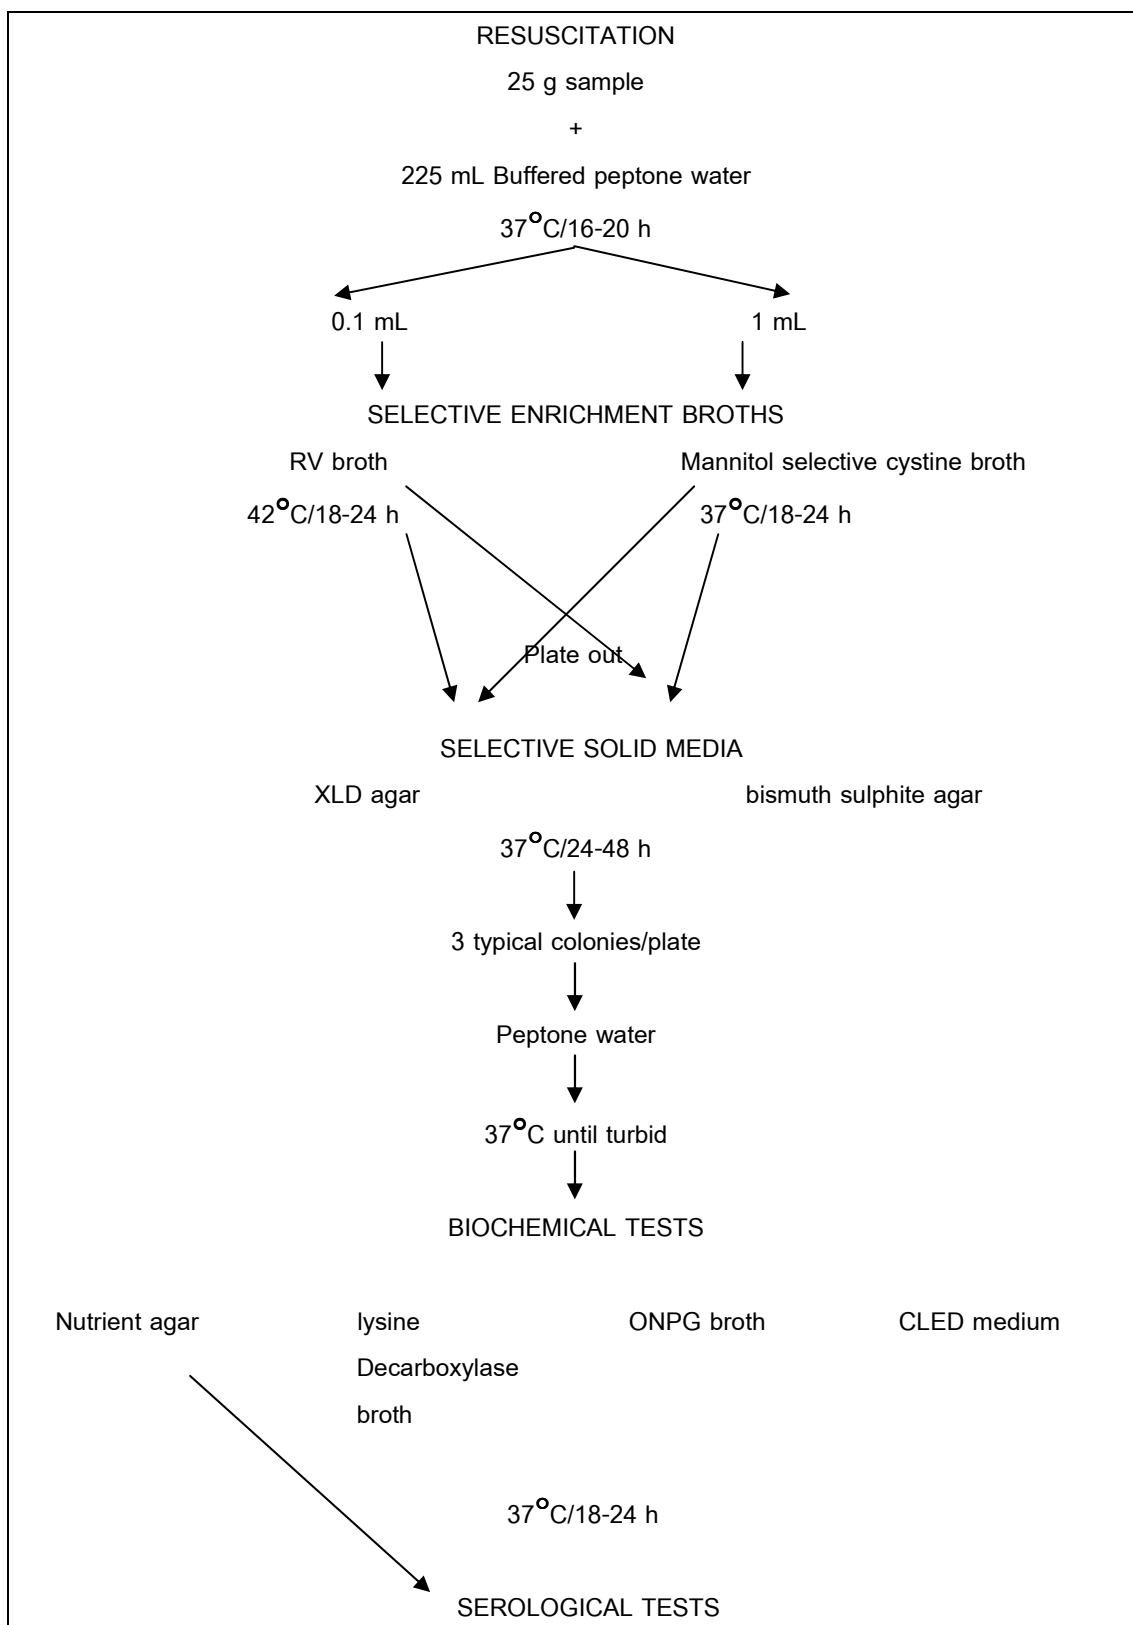 RESUSCITATION
25 g sample
+
225 mL Buffered peptone water
37°C/16-20 h
0.1 mL 1 mL
SELECTIVE ENRICHMENT BROTHS
RV broth Mannitol selective cystine broth
42°C/18-24 h 37°C/18-24 h
Plate out
SELECTIVE SOLID MEDIA
XLD agar bismuth sulphite agar
37°C/24-48 h
3 typical colonies/plate
Peptone water
37°C until turbid
BIOCHEMICAL TESTS
Nutrient agar lysine ONPG broth CLED medium
Decarboxylase
broth
37°C/18-24 h
SEROLOGICAL TESTS